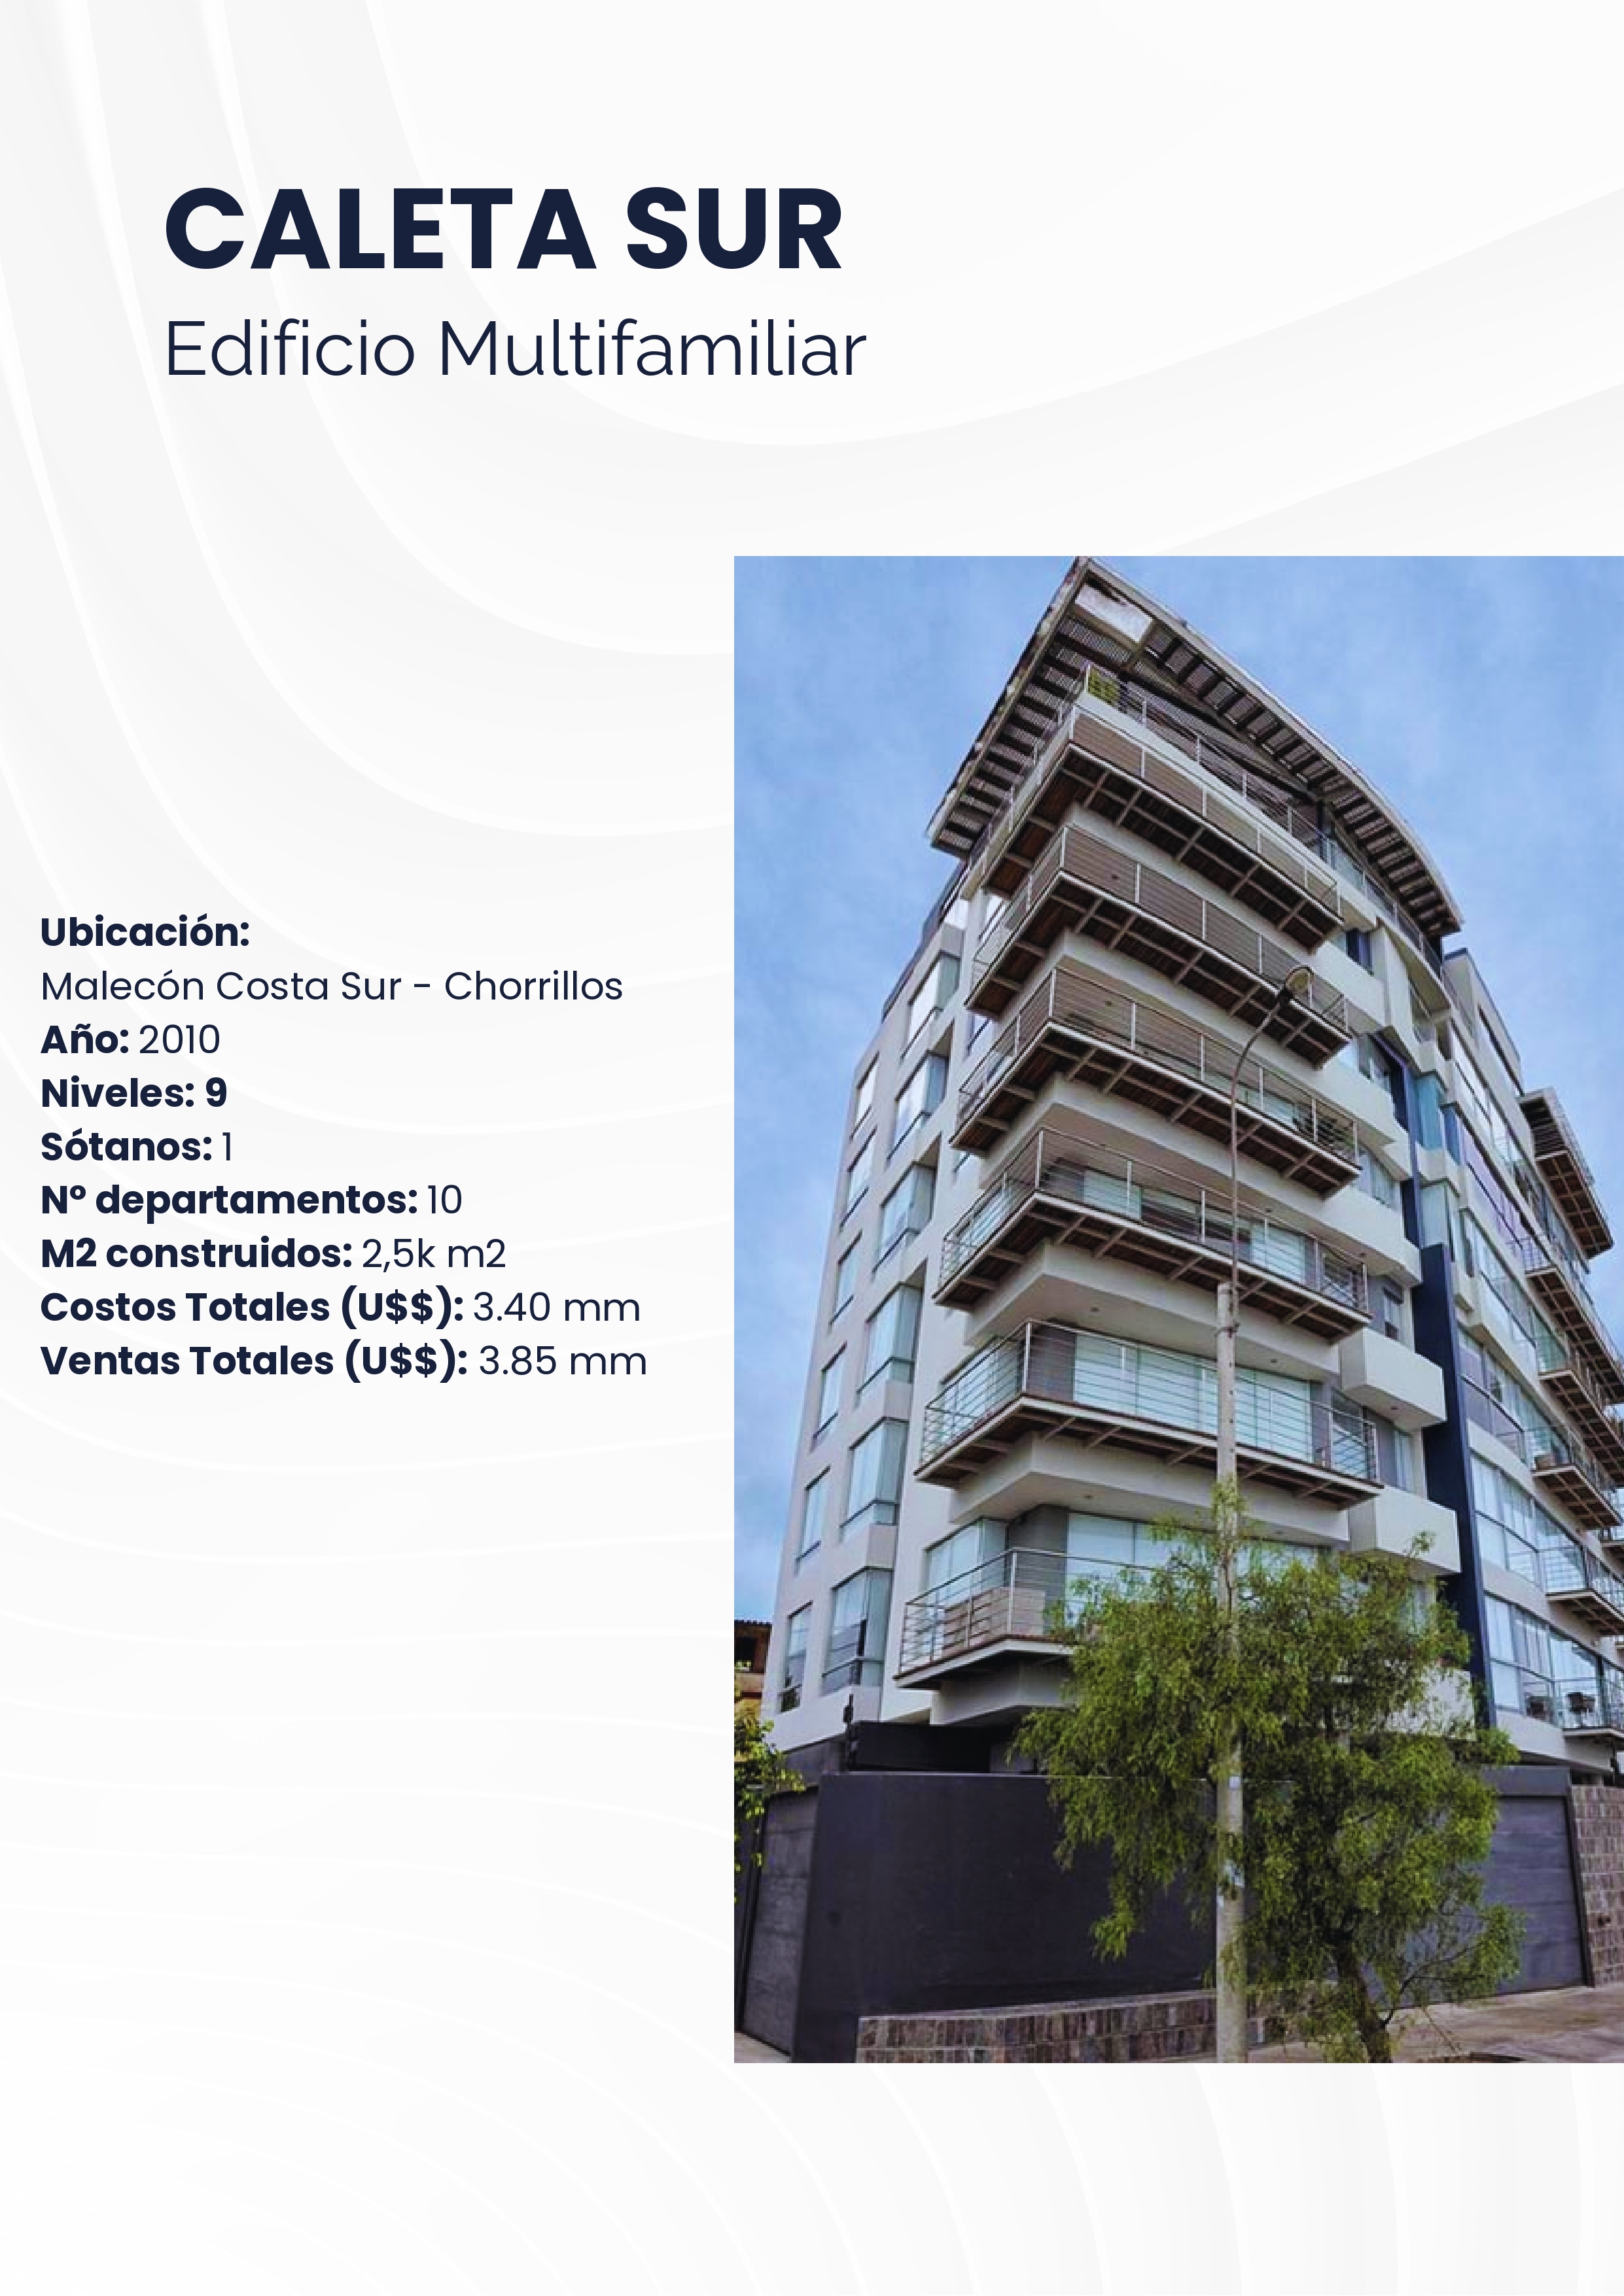 CALETA SUR
Edificio Multifamiliar
Ubicación:
Malecón Costa Sur - Chorrillos
Año: 2010
Niveles: 9
Sótanos: 1
Nº departamentos: 10
M2 construidos: 2,5k m2
Costos Totales (U$$): 3.40 mm
Ventas Totales (U$$): 3.85 mm